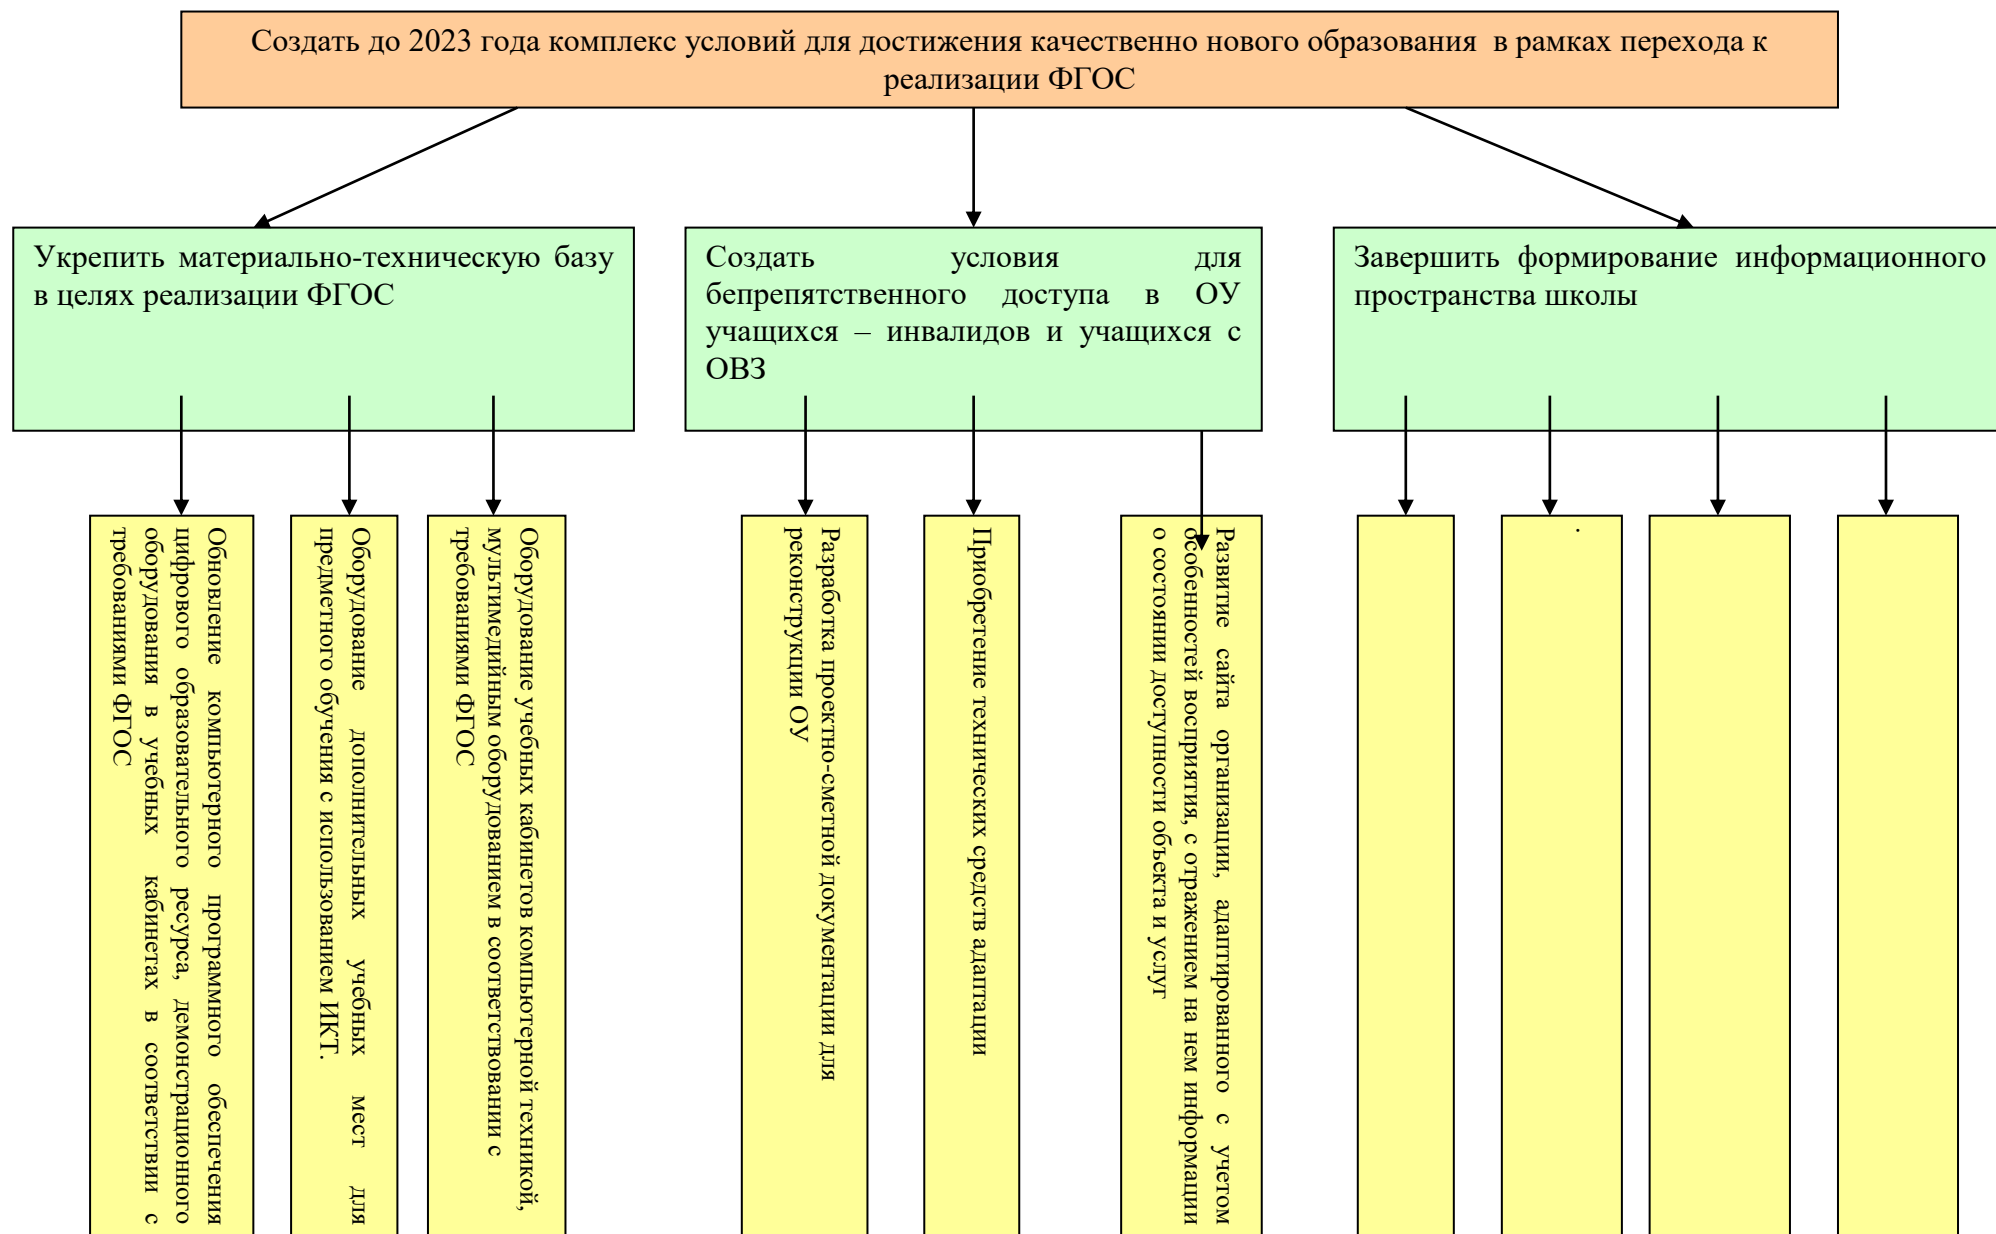 Создать до 2023 года комплекс условий для достижения качественно нового образования в рамках перехода к
реализации ФГОС
Укрепить материально-техническую базу
в целях реализации ФГОС
Создать условия для
бепрепятственного доступа в ОУ
учащихся – инвалидов и учащихся с
ОВЗ
Завершить формирование информационного
пространства школы
Обновление компьютерного программного обеспечения
цифрового образовательного ресурса, демонстрационного
оборудования в учебных кабинетах в соответствии с
требованиями ФГОС
Оборудование дополнительных учебных мест для
предметного обучения с использованием ИКТ.
Оборудование учебных кабинетов компьютерной техникой,
мультимедийным оборудованием в соответствовании с
требованиями ФГОС
Разработка проектно-сметной документации для
реконструкции ОУ
Приобретение технических средств адаптации
Развитие сайта организации, адаптированного с учетом
особенностей восприятия, с отражением на нем информации
о состоянии доступности объекта и услуг
.